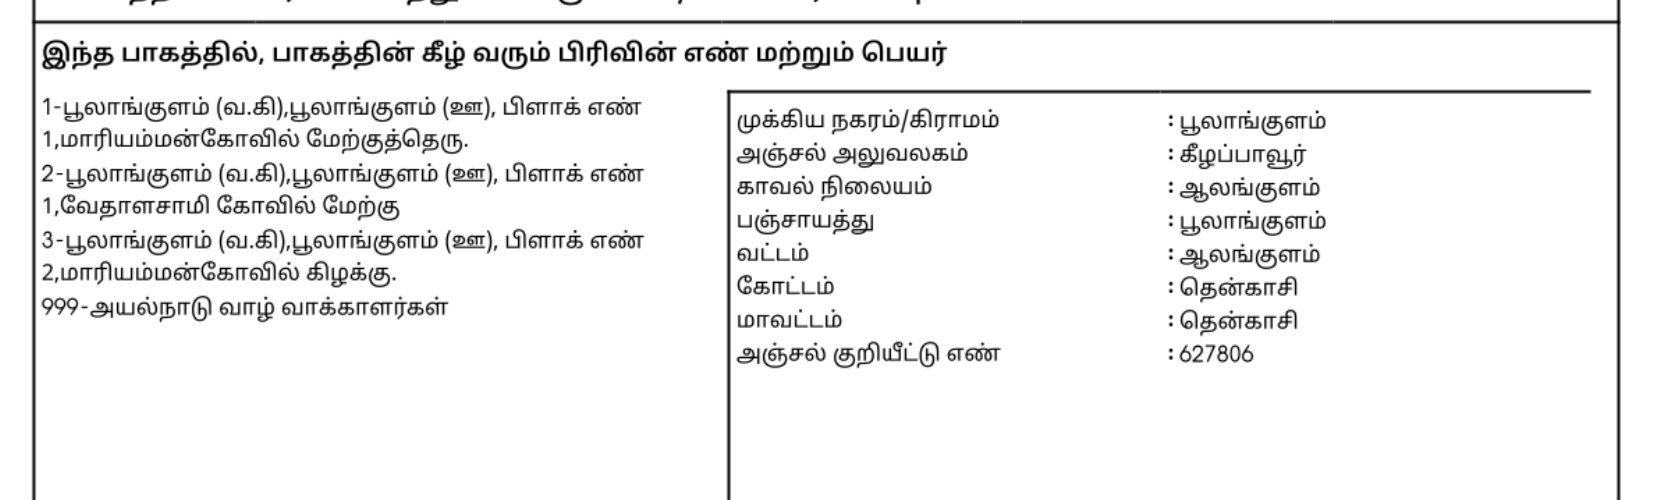 இந்த பாகத்தில், பாகத்தின் கீழ் வரும் பிரிவின் எண் மற்றும் பெயர்
1-பூலாங்குளம் (வ.கி),பூலாங்குளம் (ஊ), பிளாக் எண்
1,மாரியம்மன்கோவில் மேற்குத்தெரு.
2-பூலாங்குளம் (வ.கி),பூலாங்குளம் (ஊ), பிளாக் எண்
1,வேதாளசாமி கோவில் மேற்கு
3-பூலாங்குளம் (வ.கி),பூலாங்குளம் (ஊ), பிளாக் எண்
2,மாரியம்மன்கோவில் கிழக்கு.
999-அயல்நாடு வாழ் வாக்காளர்கள்
முக்கிய நகரம்/கிராமம் : பூலாங்குளம்
அஞ்சல் அலுவலகம் : கீழப்பாவூர்
காவல் நிலையம் : ஆலங்குளம்
பஞ்சாயத்து : பூலாங்குளம்
வட்டம் : ஆலங்குளம்
கோட்டம் : தென்காசி
மாவட்டம் : தென்காசி
அஞ்சல் குறியீட்டு எண் : 627806